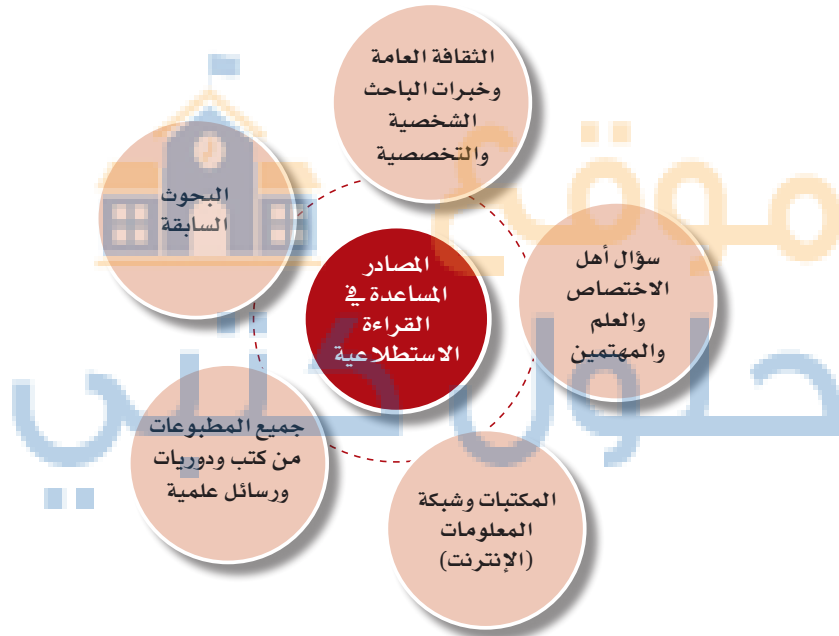 الثقافة العامة
وخبرات الباحث
الشخصية
والتخصصية
سؤال أهل
الاختصاص
والعلم
والمهتمين
المكتبات وشبكة
المعلومات
(الإنترنت)
جميع المطبوعات
من كتب ودوريات
ورسائل علمية
البحوث
السابقة
المصادر
المساعدة في
القراءة
الاستطلاعية
موقع
حلول كتبي